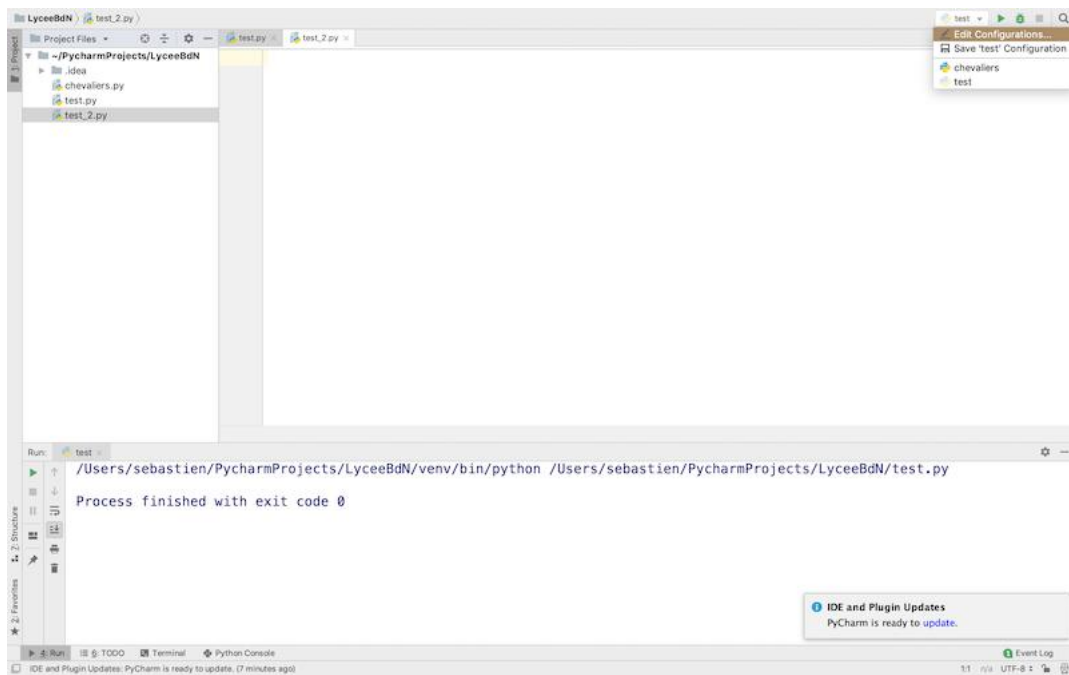 LyceeBdN
test_2.py
test
Edit Configurations...
Save 'test' Configuration
chevaliers
test
1: Project
Project Files
test.py
test_2.py
~/PycharmProjects/LyceeBdN
.idea
chevaliers.py
test.py
test_2.py
Run:
test
/Users/sebastien/PycharmProjects/LyceeBdN/venv/bin/python /Users/sebastien/PycharmProjects/LyceeBdN/test.py
Process finished with exit code 0
Z: Structure
2: Favorites
IDE and Plugin Updates
PyCharm is ready to update.
4: Run
6: TODO
Terminal
Python Console
Event Log
IDE and Plugin Updates: PyCharm is ready to update. (7 minutes ago)
1:1
n/a
UTF-8